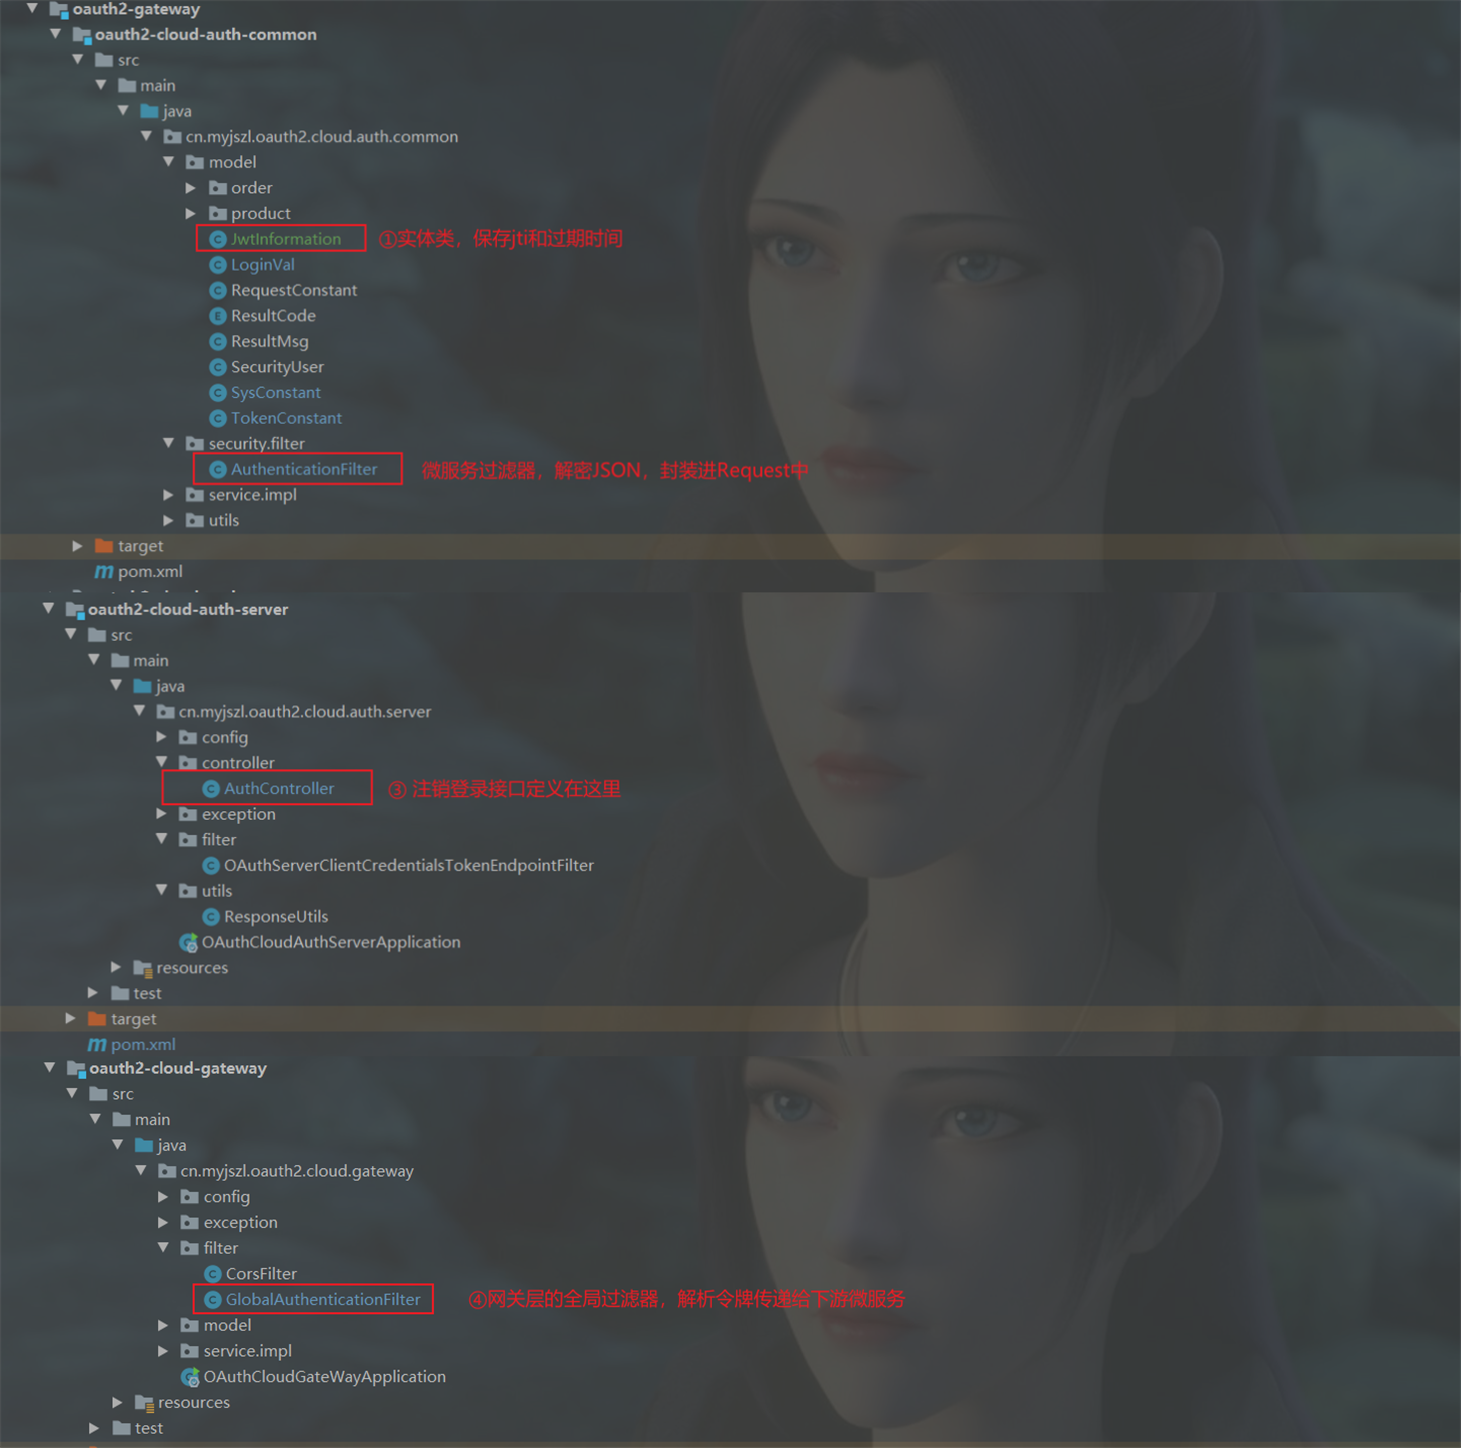 oauth2-gateway
oauth2-cloud-auth-common
src
main
java
cn.myjszl.oauth2.cloud.auth.common
model
order
product
JwtInformation ①实体类，保存jti和过期时间
LoginVal
RequestConstant
ResultCode
ResultMsg
SecurityUser
SysConstant
TokenConstant
security.filter
AuthenticationFilter 微服务过滤器，解密JSON，封装进Request中
service.impl
utils
target
pom.xml
oauth2-cloud-auth-server
src
main
java
cn.myjszl.oauth2.cloud.auth.server
config
controller
AuthController ③ 注销登录接口定义在这里
exception
filter
OAuthServerClientCredentialsTokenEndpointFilter
utils
ResponseUtils
OAuthCloudAuthServerApplication
resources
test
target
pom.xml
oauth2-cloud-gateway
src
main
java
cn.myjszl.oauth2.cloud.gateway
config
exception
filter
CorsFilter
GlobalAuthenticationFilter ④网关层的全局过滤器，解析令牌传递给下游微服务
model
service.impl
OAuthCloudGateWayApplication
resources
test